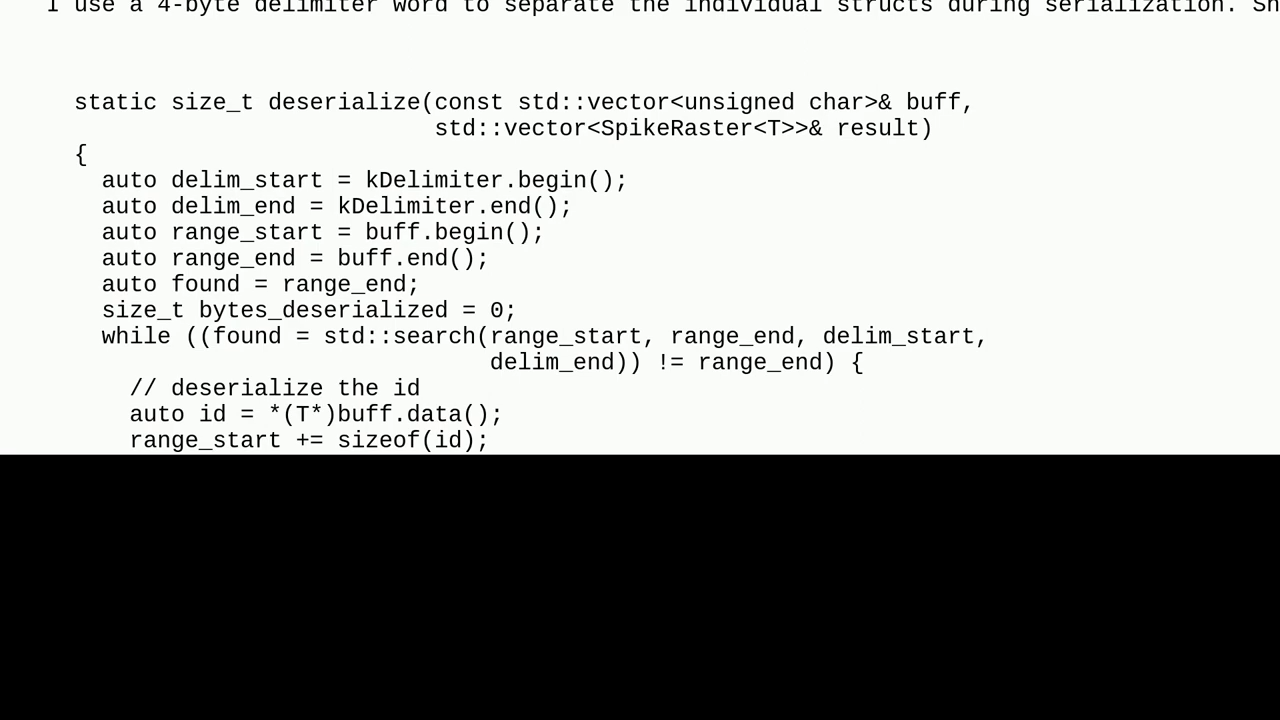 I use a 4-byte delimiter word to separate the individual structs during serialization. Sh
static size_t deserialize(const std::vector<unsigned char>& buff,
                          std::vector<SpikeRaster<T>>& result)
{
  auto delim_start = kDelimiter.begin();
  auto delim_end = kDelimiter.end();
  auto range_start = buff.begin();
  auto range_end = buff.end();
  auto found = range_end;
  size_t bytes_deserialized = 0;
  while ((found = std::search(range_start, range_end, delim_start,
                              delim_end)) != range_end) {
    // deserialize the id
    auto id = *(T*)buff.data();
    range_start += sizeof(id);